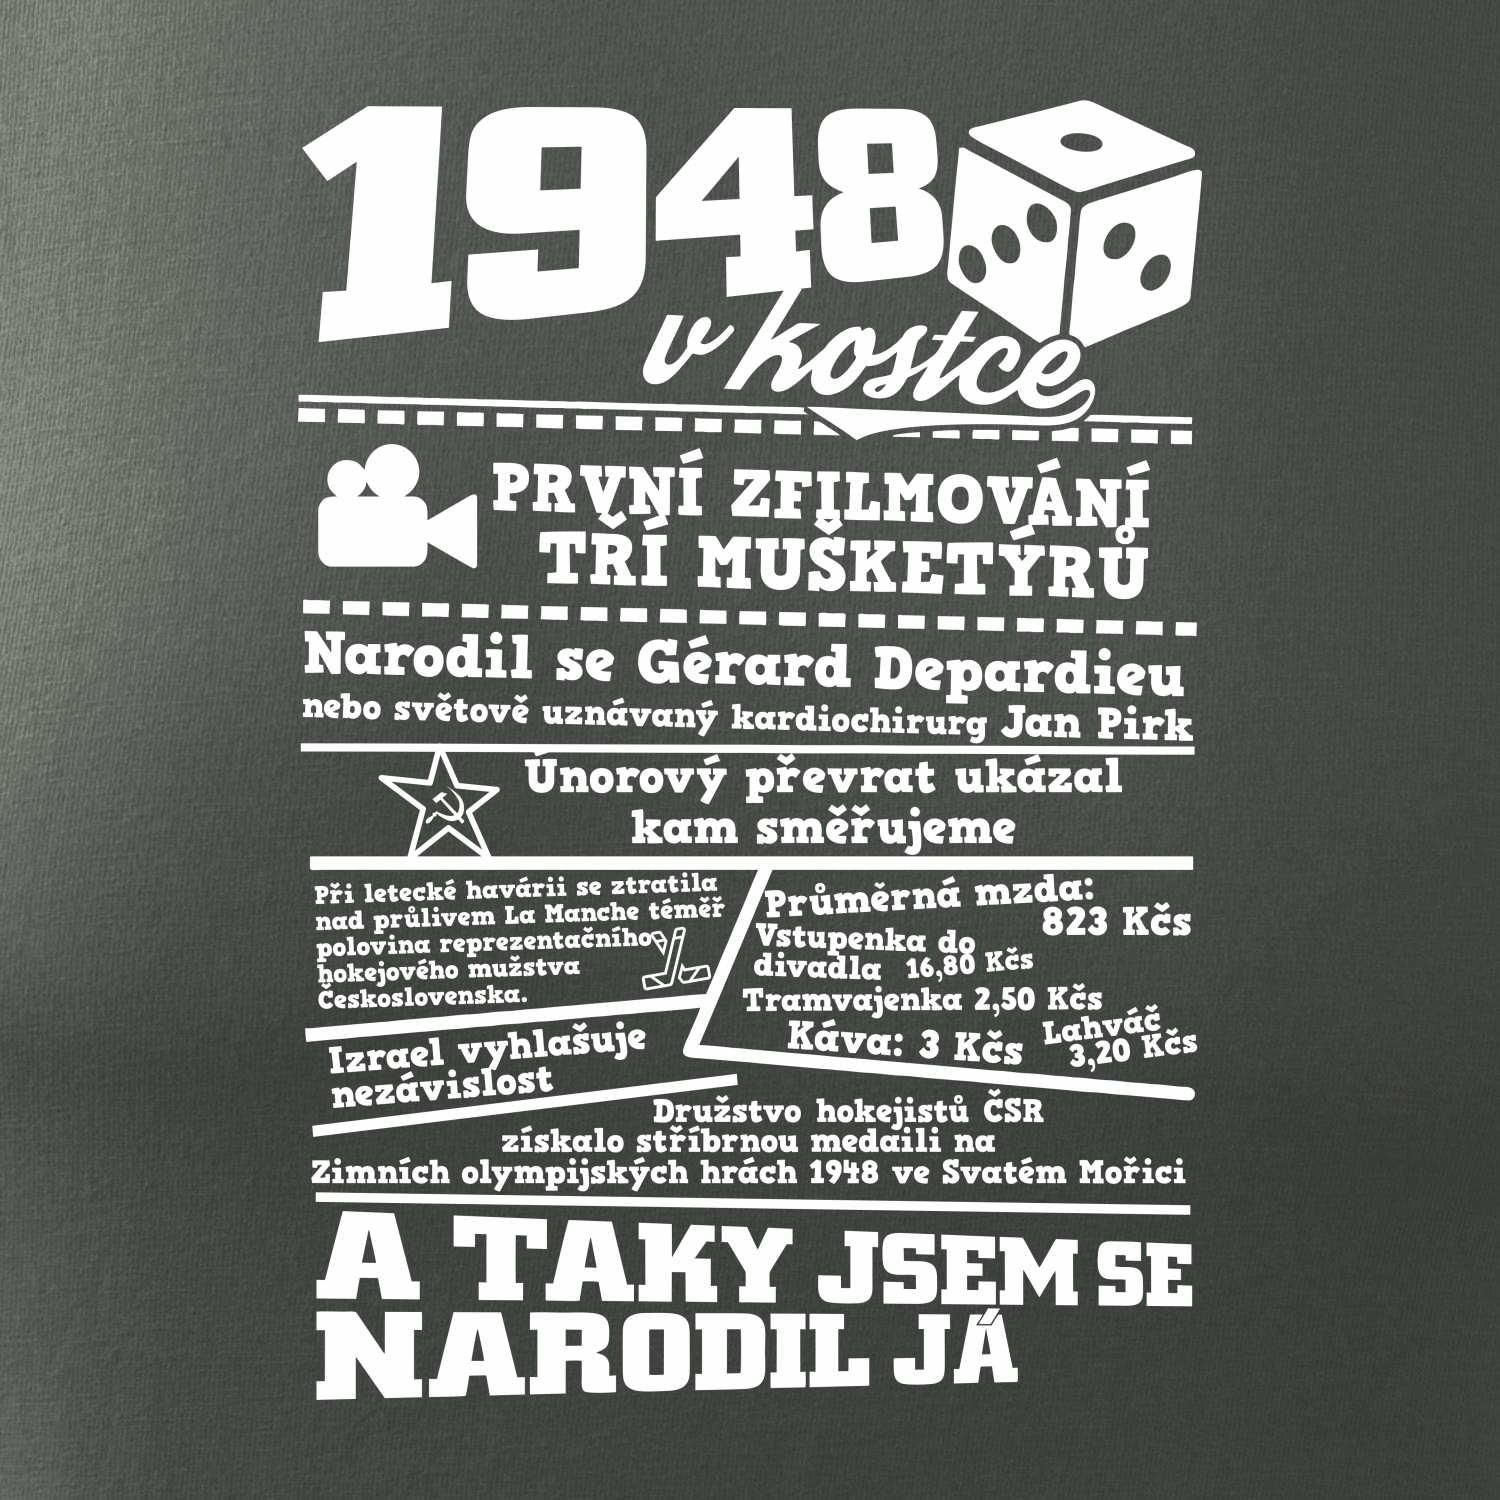 1948
v kostce
PRVNÍ ZFILMOVÁNÍ
TŘÍ MUŠKETÝRŮ
Narodil se Gérard Depardieu
nebo světově uznávaný kardiochirurg Jan Pirk
Únorový převrat ukázal
kam směřujeme
Při letecké havárii se ztratila
nad průlivem La Manche téměř
polovina reprezentačního
hokejového mužstva
Československa.
Průměrná mzda:
823 Kčs
Vstupenka do
divadla 16,80 Kčs
Tramvajenka 2,50 Kčs
Káva: 3 Kčs
Lahváč
3,20 Kčs
Izrael vyhlašuje
nezávislost
Družstvo hokejistů ČSR
získalo stříbrnou medaili na
Zimních olympijských hrách 1948 ve Svatém Mořici
A TAKY JSEM SE
NARODIL JÁ